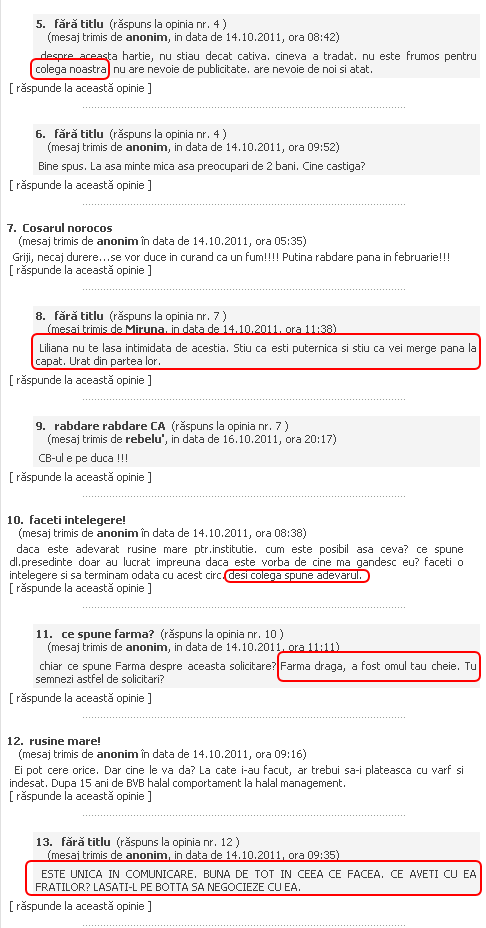 5. fără titlu (răspuns la opinia nr. 4 )
(mesaj trimis de anonim, in data de 14.10.2011, ora 08:42)
despre aceasta hartie, nu stiau decat cativa. cineva a tradat. nu este frumos pentru
colega noastra. nu are nevoie de publicitate. are nevoie de noi si atat.
[ răspunde la această opinie ]
6. fără titlu (răspuns la opinia nr. 4 )
(mesaj trimis de anonim, in data de 14.10.2011, ora 09:52)
Bine spus. La asa minte mica asa preocupari de 2 bani. Cine castiga?
[ răspunde la această opinie ]
7. Cosarul norocos
(mesaj trimis de anonim în data de 14.10.2011, ora 05:35)
Griji, necaj durere...se vor duce in curand ca un fum!!!! Putina rabdare pana in februarie!!!
[ răspunde la această opinie ]
8. fără titlu (răspuns la opinia nr. 7 )
(mesaj trimis de Miruna, in data de 14.10.2011, ora 11:38)
Liliana nu te lasa intimidata de acestia. Stiu ca esti puternica si stiu ca vei merge pana la
capat. Urat din partea lor.
[ răspunde la această opinie ]
9. rabdare rabdare CA (răspuns la opinia nr. 7 )
(mesaj trimis de rebelu', in data de 16.10.2011, ora 20:17)
CB-ul e pe duca !!!
[ răspunde la această opinie ]
10. faceti intelegere!
(mesaj trimis de anonim în data de 14.10.2011, ora 08:38)
daca este adevarat rusine mare ptr.institutie. cum este posibil asa ceva? ce spune
dl.presedinte doar au lucrat impreuna daca este vorba de cine ma gandesc eu? faceti o
intelegere si sa terminam odata cu acest circ. desi colega spune adevarul.
[ răspunde la această opinie ]
11. ce spune farma? (răspuns la opinia nr. 10 )
(mesaj trimis de anonim, in data de 14.10.2011, ora 11:11)
chiar ce spune Farma despre aceasta solicitare? Farma draga, a fost omul tau cheie. Tu
semnezi astfel de solicitari?
[ răspunde la această opinie ]
12. rusine mare!
(mesaj trimis de anonim în data de 14.10.2011, ora 09:16)
Ei pot cere orice. Dar cine le va da? La cate i-au facut, ar trebui sa-i plateasca cu varf si
indesat. Dupa 15 ani de BVB halal comportament la halal management.
[ răspunde la această opinie ]
13. fără titlu (răspuns la opinia nr. 12 )
(mesaj trimis de anonim, in data de 14.10.2011, ora 09:35)
ESTE UNICA IN COMUNICARE. BUNA DE TOT IN CEEA CE FACEA. CE AVETI CU EA
FRATILOR? LASATI-L PE BOTTA SA NEGOCIEZE CU EA.
[ răspunde la această opinie ]